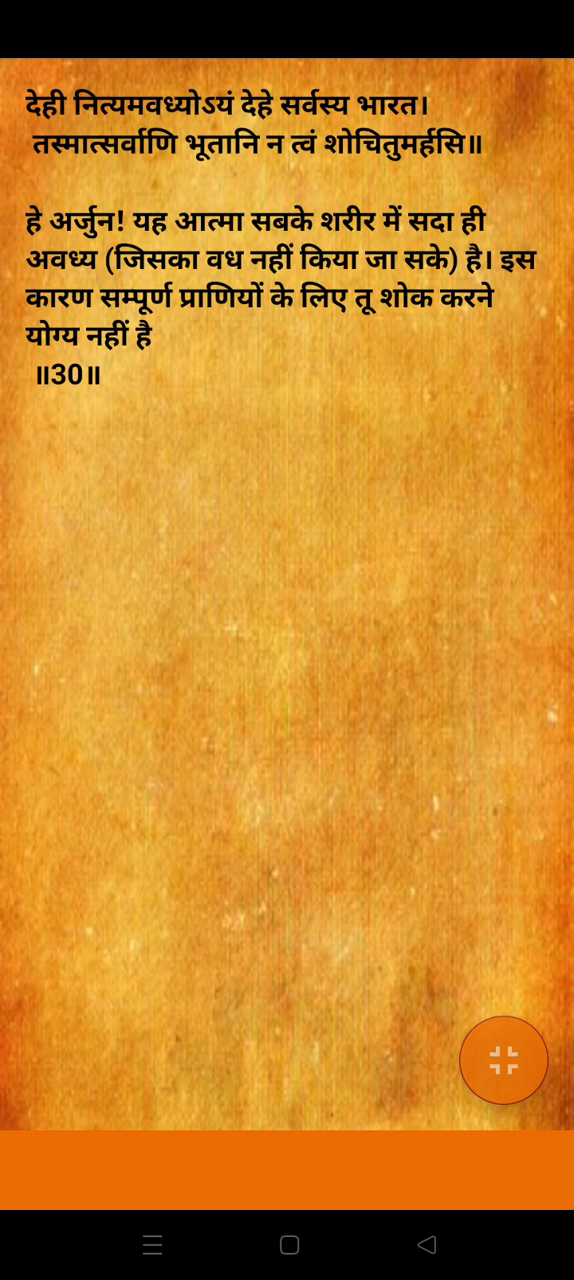 देही नित्यमवध्योऽयं देहे सर्वस्य भारत।
तस्मात्सर्वाणि भूतानि न त्वं शोचितुमर्हसि॥
हे अर्जुन! यह आत्मा सबके शरीर में सदा ही
अवध्य (जिसका वध नहीं किया जा सके) है। इस
कारण सम्पूर्ण प्राणियों के लिए तू शोक करने
योग्य नहीं है
॥30॥